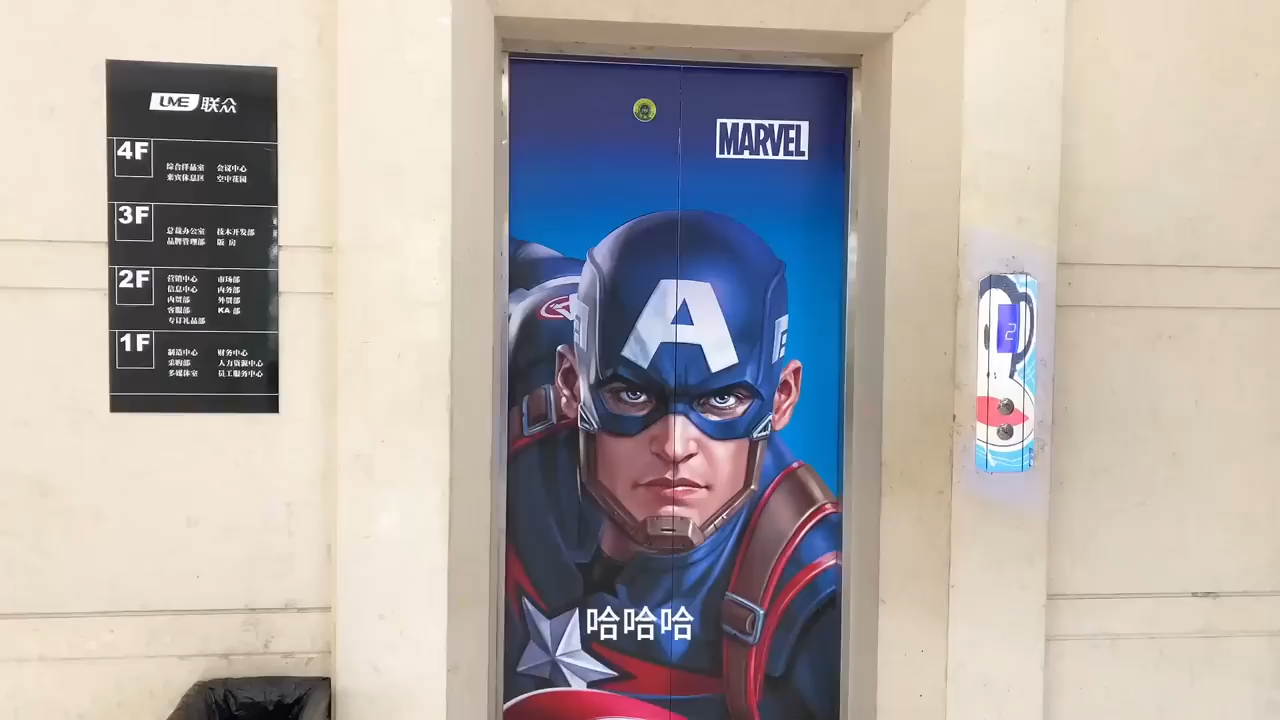 LIME 联众
4F
综合样品室 会议中心
来宾休息区 空中花园
3F
总裁办公室 技术开发部
品牌管理部 版 房
2F
营销中心 市场部
信息中心 内务部
内贸部 外贸部
客服部 KA 部
专订礼品部
1F
制造中心 财务中心
采购部 人力资源中心
多媒体室 员工服务中心
MARVEL
A
2
哈哈哈